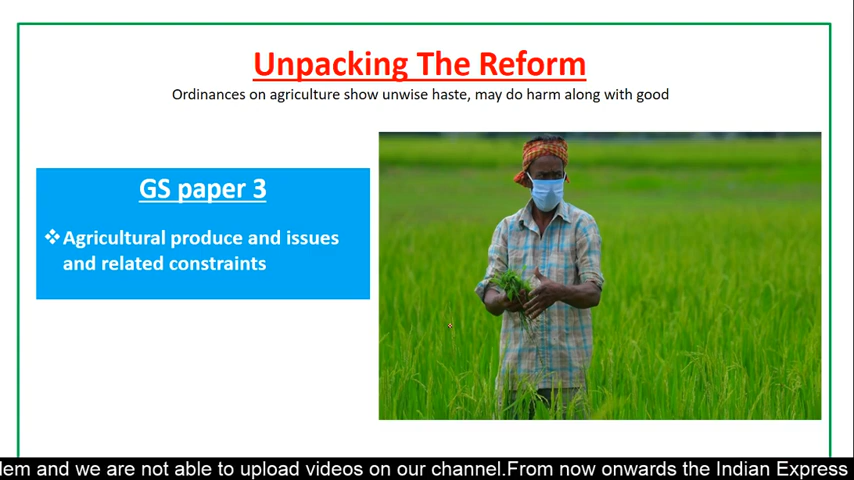 Unpacking The Reform
Ordinances on agriculture show unwise haste, may do harm along with good
GS paper 3
❖Agricultural produce and issues
and related constraints
and we are not able to upload videos on our channel.From now onwards the Indian Express